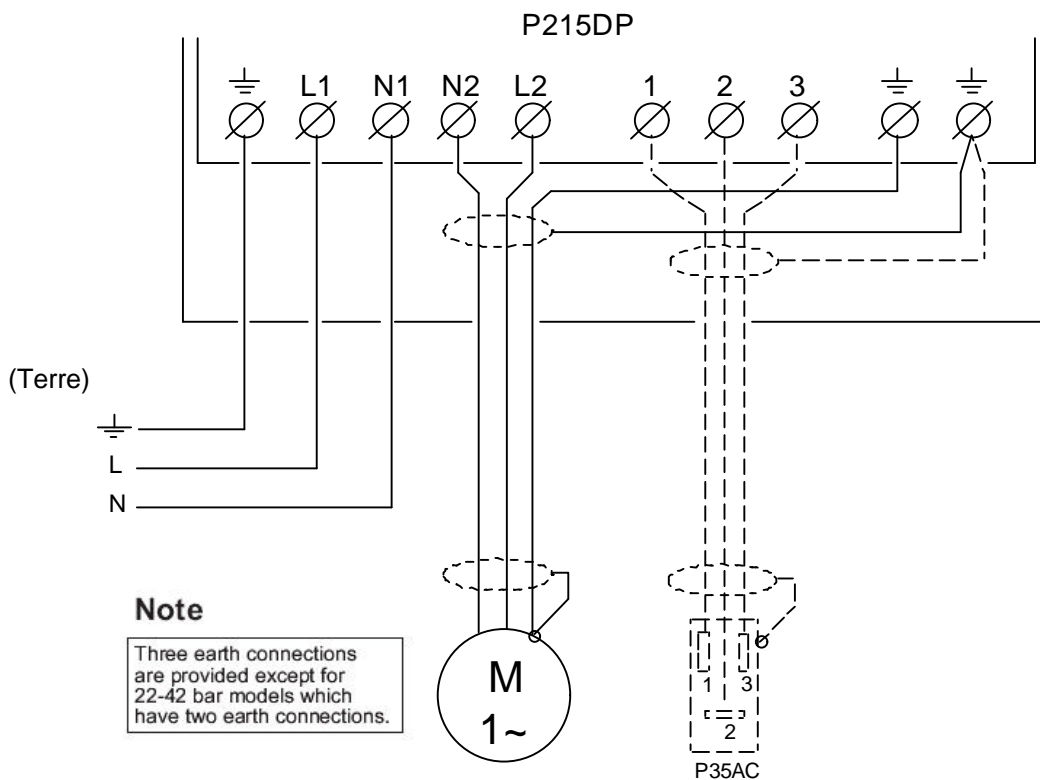 P215DP
L1 N1 N2 L2 1 2 3
(Terre)
L
N
Note
Three earth connections
are provided except for
22-42 bar models which
have two earth connections.
M
1~
1 3
2
P35AC